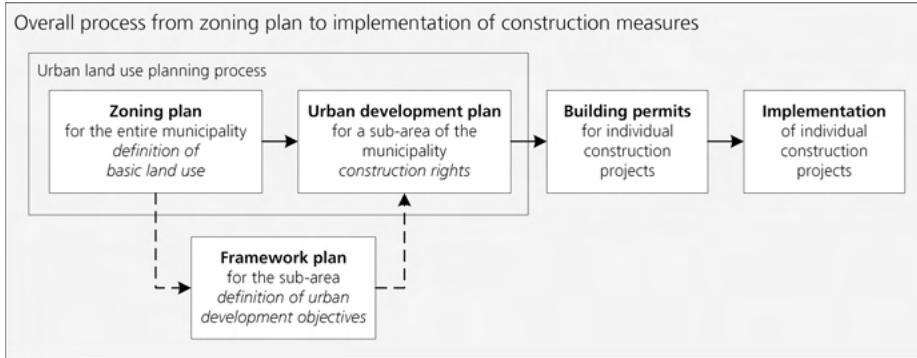 Overall process from zoning plan to implementation of construction measures
Urban land use planning process
Zoning plan
for the entire municipality
definition of
basic land use
Urban development plan
for a sub-area of the
municipality
construction rights
Building permits
for individual
construction
projects
Implementation
of individual
construction
projects
Framework plan
for the sub-area
definition of urban
development objectives